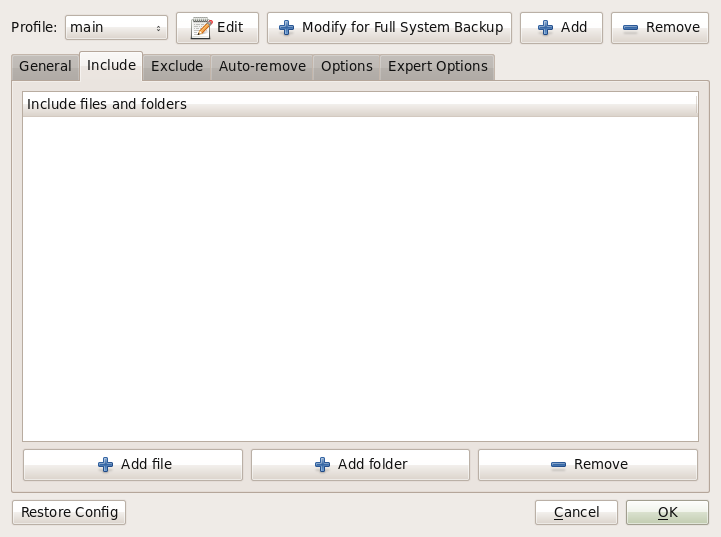 Profile: main Edit Modify for Full System Backup Add Remove
General Include Exclude Auto-remove Options Expert Options
Include files and folders
Add file Add folder Remove
Restore Config Cancel OK